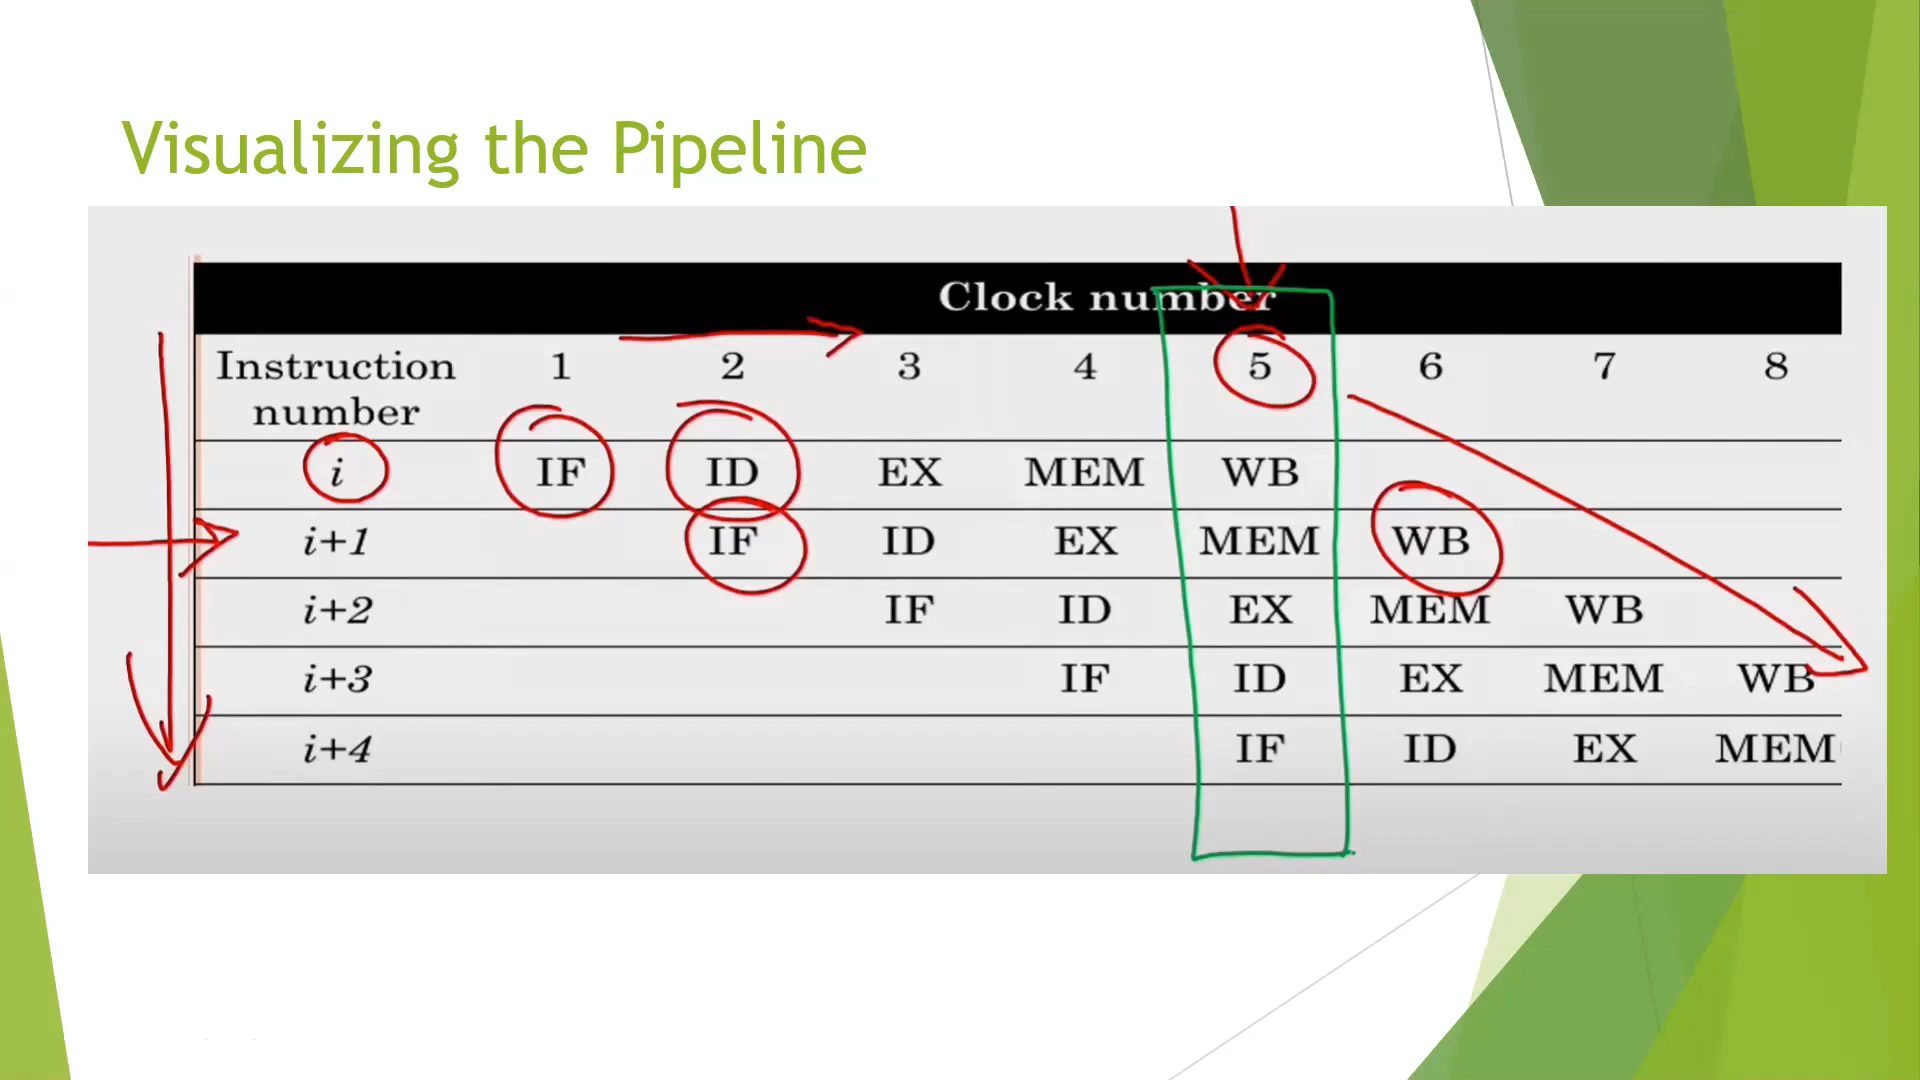 Visualizing the Pipeline
Clock number
Instruction number 1 2 3 4 5 6 7 8
i IF ID EX MEM WB
i+1 IF ID EX MEM WB
i+2 IF ID EX MEM WB
i+3 IF ID EX MEM WB
i+4 IF ID EX MEM